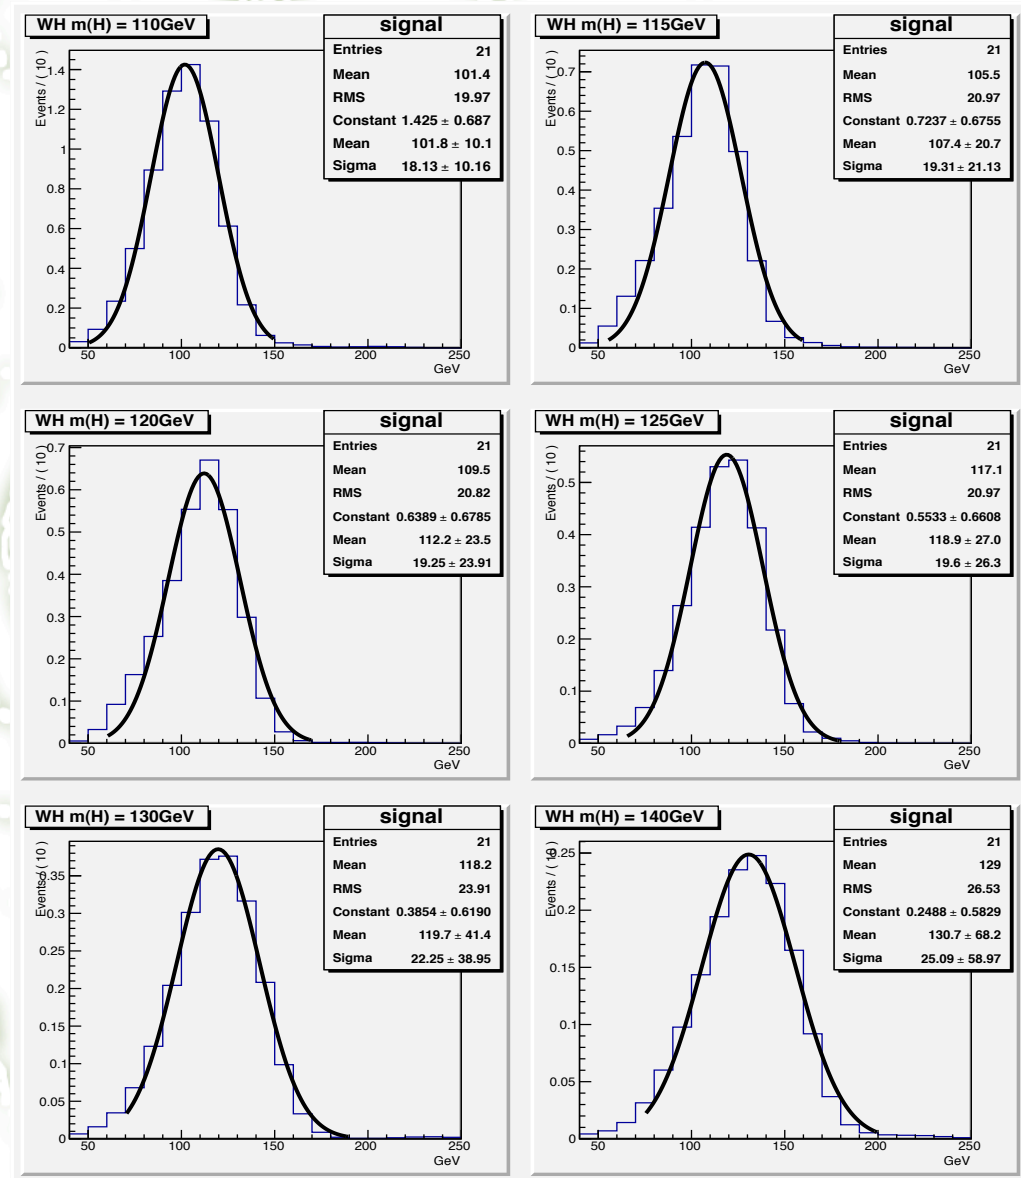 WH m(H) = 110GeV
signal
Entries 21
Mean 101.4
RMS 19.97
Constant 1.425 ± 0.687
Mean 101.8 ± 10.1
Sigma 18.13 ± 10.16
Events / ( 10 )
1.4
1.2
1
0.8
0.6
0.4
0.2
0
50 100 150 200 250
GeV
WH m(H) = 115GeV
signal
Entries 21
Mean 105.5
RMS 20.97
Constant 0.7237 ± 0.6755
Mean 107.4 ± 20.7
Sigma 19.31 ± 21.13
Events / ( 10 )
0.7
0.6
0.5
0.4
0.3
0.2
0.1
0
50 100 150 200 250
GeV
WH m(H) = 120GeV
signal
Entries 21
Mean 109.5
RMS 20.82
Constant 0.6389 ± 0.6785
Mean 112.2 ± 23.5
Sigma 19.25 ± 23.91
Events / ( 10 )
0.7
0.6
0.5
0.4
0.3
0.2
0.1
0
50 100 150 200 250
GeV
WH m(H) = 125GeV
signal
Entries 21
Mean 117.1
RMS 20.97
Constant 0.5533 ± 0.6608
Mean 118.9 ± 27.0
Sigma 19.6 ± 26.3
Events / ( 10 )
0.5
0.4
0.3
0.2
0.1
0
50 100 150 200 250
GeV
WH m(H) = 130GeV
signal
Entries 21
Mean 118.2
RMS 23.91
Constant 0.3854 ± 0.6190
Mean 119.7 ± 41.4
Sigma 22.25 ± 38.95
Events / ( 10 )
0.35
0.3
0.25
0.2
0.15
0.1
0.05
0
50 100 150 200 250
GeV
WH m(H) = 140GeV
signal
Entries 21
Mean 129
RMS 26.53
Constant 0.2488 ± 0.5829
Mean 130.7 ± 68.2
Sigma 25.09 ± 58.97
Events / ( 10 )
0.25
0.2
0.15
0.1
0.05
0
50 100 150 200 250
GeV